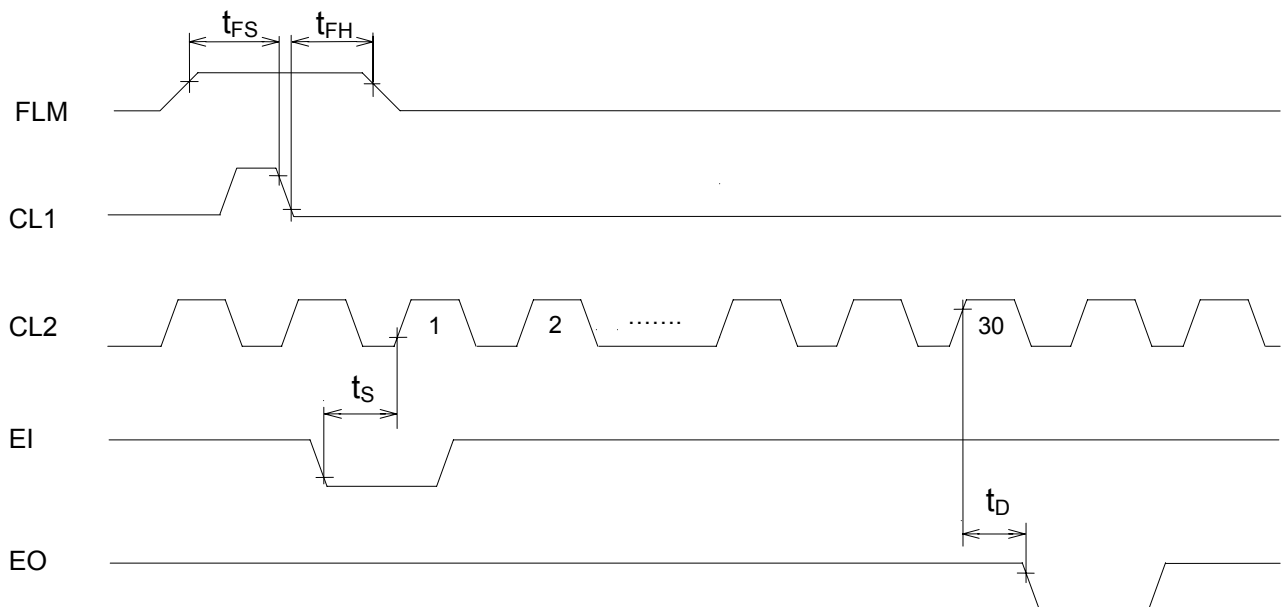 tFS tFH
FLM
CL1
CL2 1 2 ....... 30
tS
EI
tD
EO